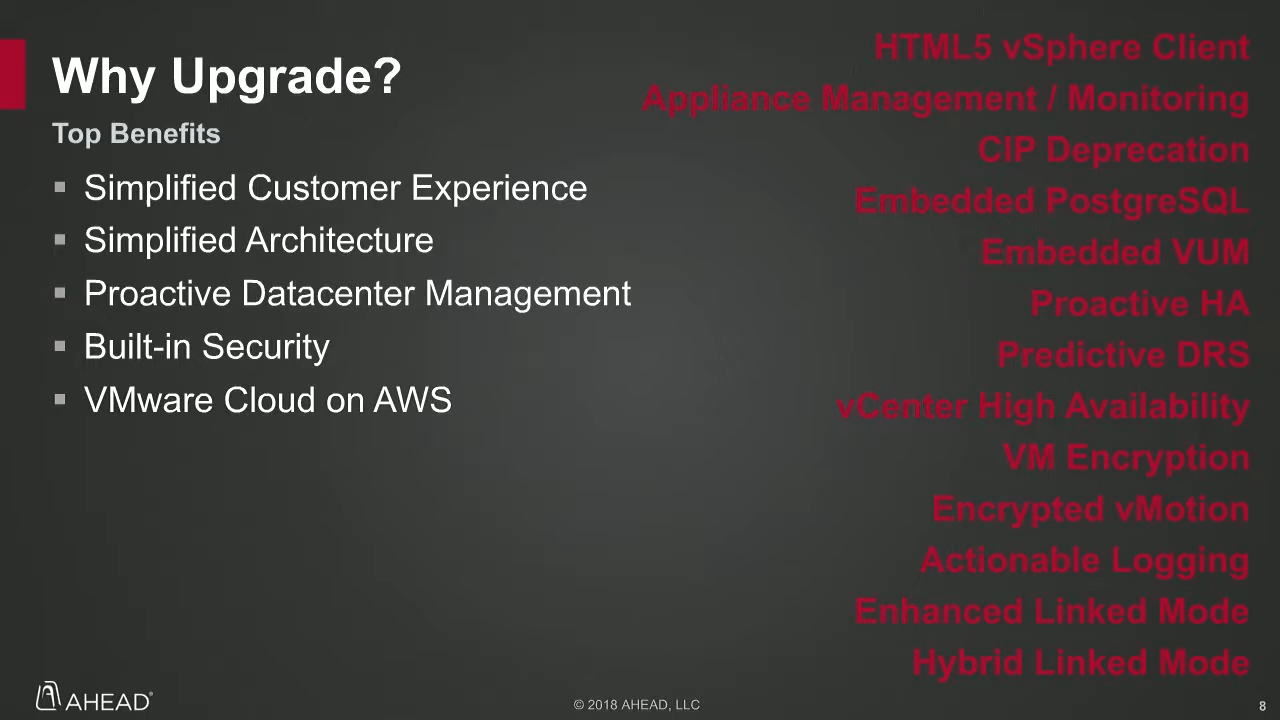 Why Upgrade?
Top Benefits
Simplified Customer Experience
Simplified Architecture
Proactive Datacenter Management
Built-in Security
VMware Cloud on AWS
HTML5 vSphere Client
Appliance Management / Monitoring
CIP Deprecation
Embedded PostgreSQL
Embedded VUM
Proactive HA
Predictive DRS
vCenter High Availability
VM Encryption
Encrypted vMotion
Actionable Logging
Enhanced Linked Mode
Hybrid Linked Mode
AHEAD®
© 2018 AHEAD, LLC
8